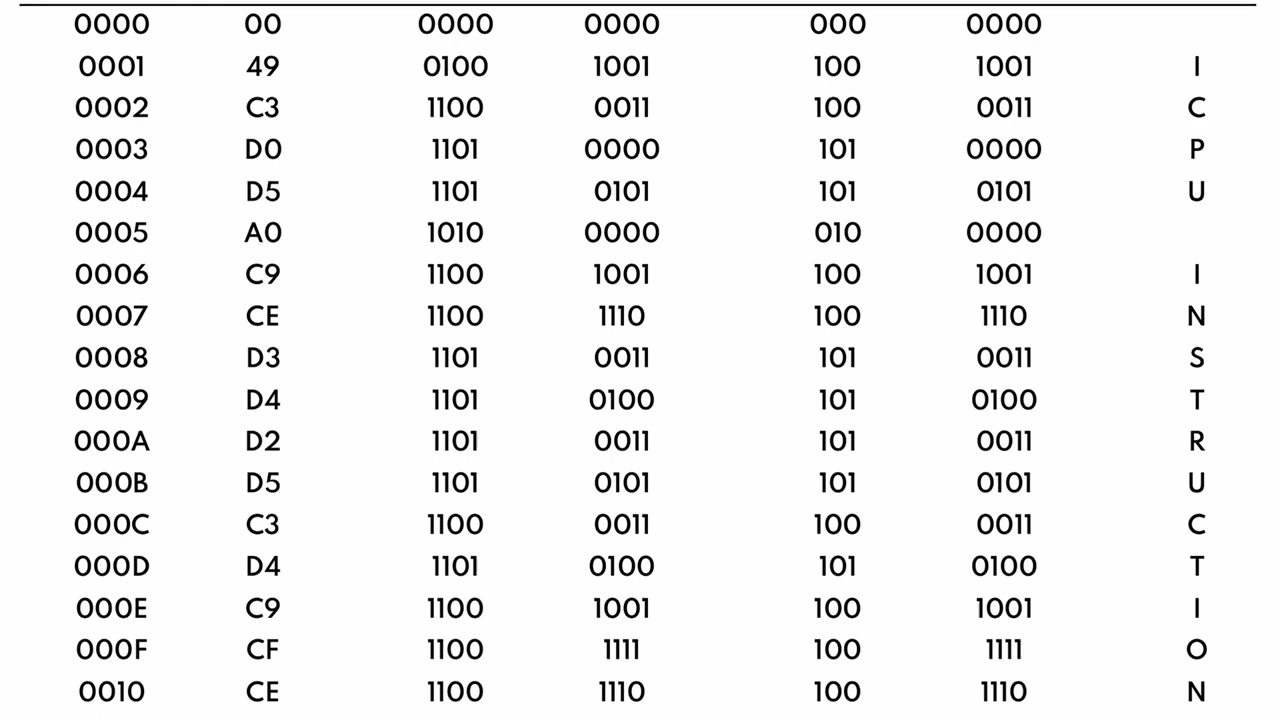 0000 00 0000 0000 000 0000
0001 49 0100 1001 100 1001 I
0002 C3 1100 0011 100 0011 C
0003 D0 1101 0000 101 0000 P
0004 D5 1101 0101 101 0101 U
0005 A0 1010 0000 010 0000
0006 C9 1100 1001 100 1001 I
0007 CE 1100 1110 100 1110 N
0008 D3 1101 0011 101 0011 S
0009 D4 1101 0100 101 0100 T
000A D2 1101 0011 101 0011 R
000B D5 1101 0101 101 0101 U
000C C3 1100 0011 100 0011 C
000D D4 1101 0100 101 0100 T
000E C9 1100 1001 100 1001 I
000F CF 1100 1111 100 1111 O
0010 CE 1100 1110 100 1110 N